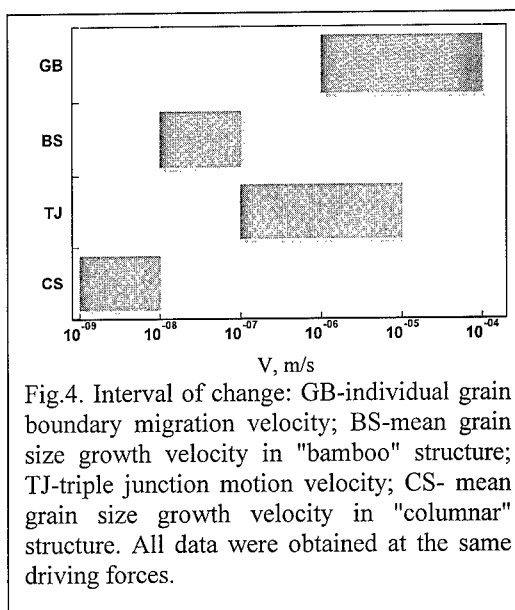 GB
BS
TJ
CS
10⁻⁰⁹ 10⁻⁰⁸ 10⁻⁰⁷ 10⁻⁰⁶ 10⁻⁰⁵ 10⁻⁰⁴
V, m/s
Fig.4. Interval of change: GB-individual grain
boundary migration velocity; BS-mean grain
size growth velocity in "bamboo" structure;
TJ-triple junction motion velocity; CS- mean
grain size growth velocity in "columnar"
structure. All data were obtained at the same
driving forces.